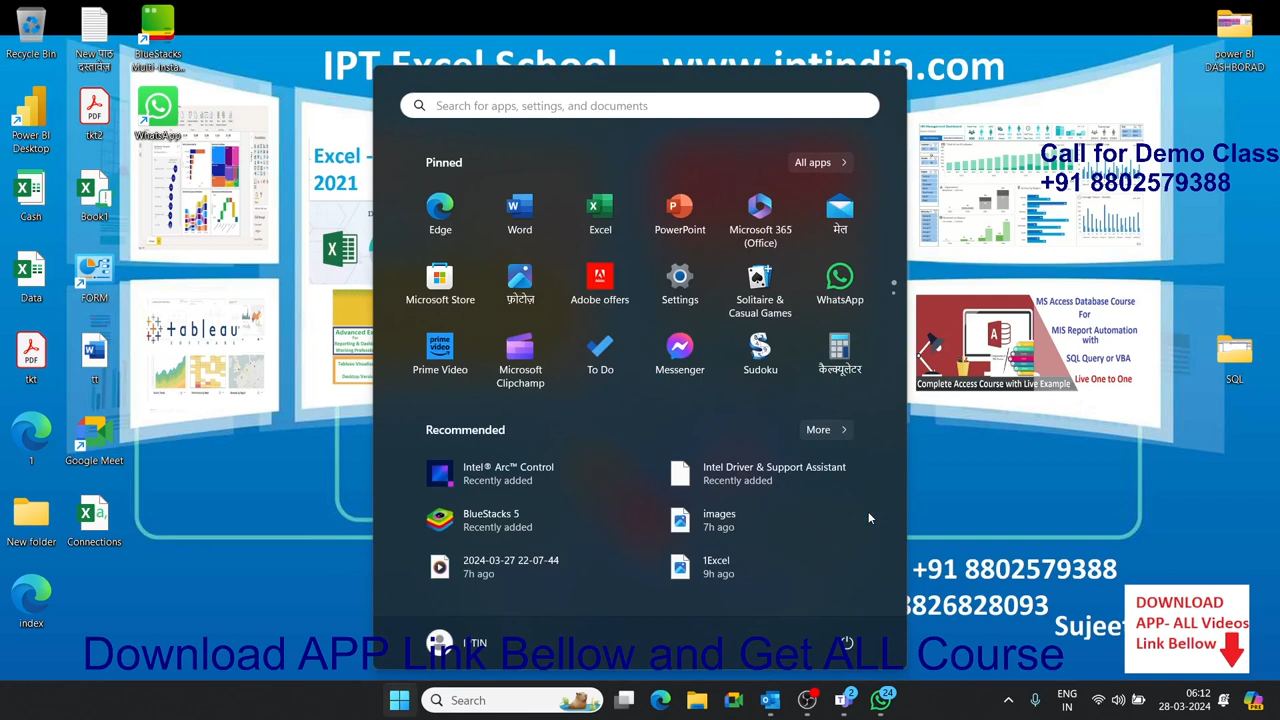 IPT Excel School www.iptindia.com
Recycle Bin
New पाठ
दस्तावेज़
BlueStacks
Multi-Insta...
power BI
DASHBORAD
Search for apps, settings, and documents
Power BI
Desktop
tkt2
WhatsApp
Excel -
2021
Pinned
All apps
Call for Demo Class
+91 8802579388
Edge
Word
Excel
PowerPoint
Microsoft 365
(Office)
मेल
Cash
Book1
Microsoft Store
फ़ोटोज़
Adobe offers
Settings
Solitaire &
Casual Games
WhatsApp
Data
FORM
tableau
Prime Video
Microsoft
Clipchamp
To Do
Messenger
Sudoku
कैल्क्यूलेटर
MS Access Database Course
For
MIS Report Automation
with
SQL Query or VBA
Live One to One
Complete Access Course with Live Example
tkt
tt
SQL
Recommended
More
Intel® Arc™ Control
Recently added
Intel Driver & Support Assistant
Recently added
BlueStacks 5
Recently added
images
7h ago
2024-03-27 22-07-44
7h ago
1Excel
9h ago
1
Google Meet
New folder
Connections
index
+91 8802579388
8826828093
Sujeet
DOWNLOAD
APP- ALL Videos
Link Bellow
Download APP Link Bellow and Get ALL Course
Search
2
24
ENG
IN
06:12
28-03-2024